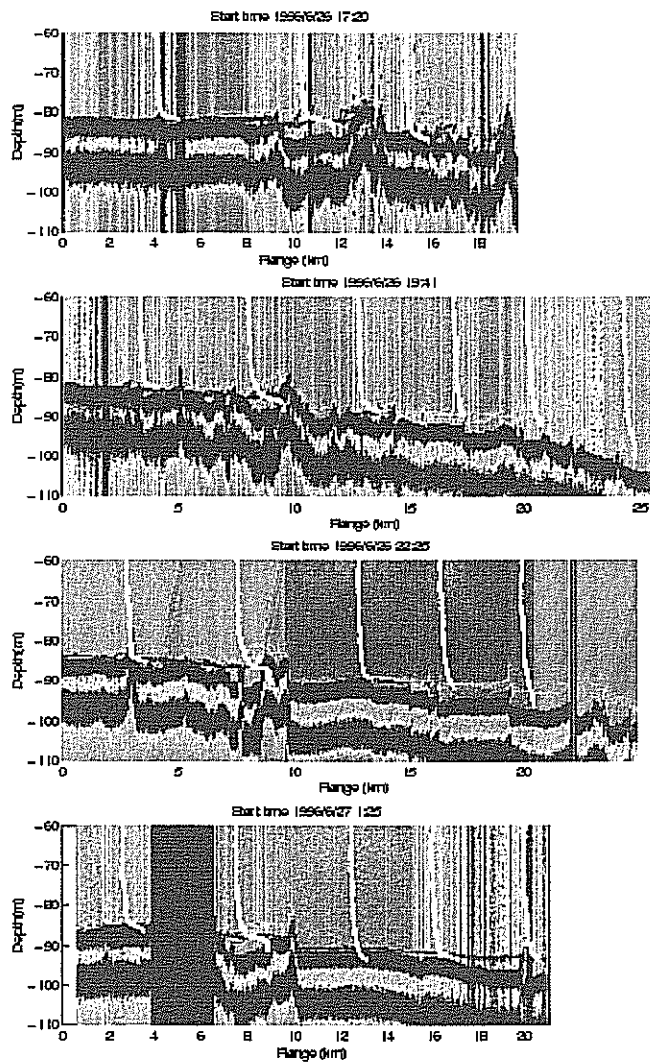 Start time 1996/6/26 17:20
-60
-70
-80
-90
-100
-110
Depth(m)
0 2 4 6 8 10 12 14 16 18
Range (km)
Start time 1996/6/26 19:41
-60
-70
-80
-90
-100
-110
Depth(m)
0 5 10 15 20 25
Range (km)
Start time 1996/6/26 22:25
-60
-70
-80
-90
-100
-110
Depth(m)
0 5 10 15 20
Range (km)
Start time 1996/6/27 1:25
-60
-70
-80
-90
-100
-110
Depth(m)
0 2 4 6 8 10 12 14 16 18 20
Range (km)